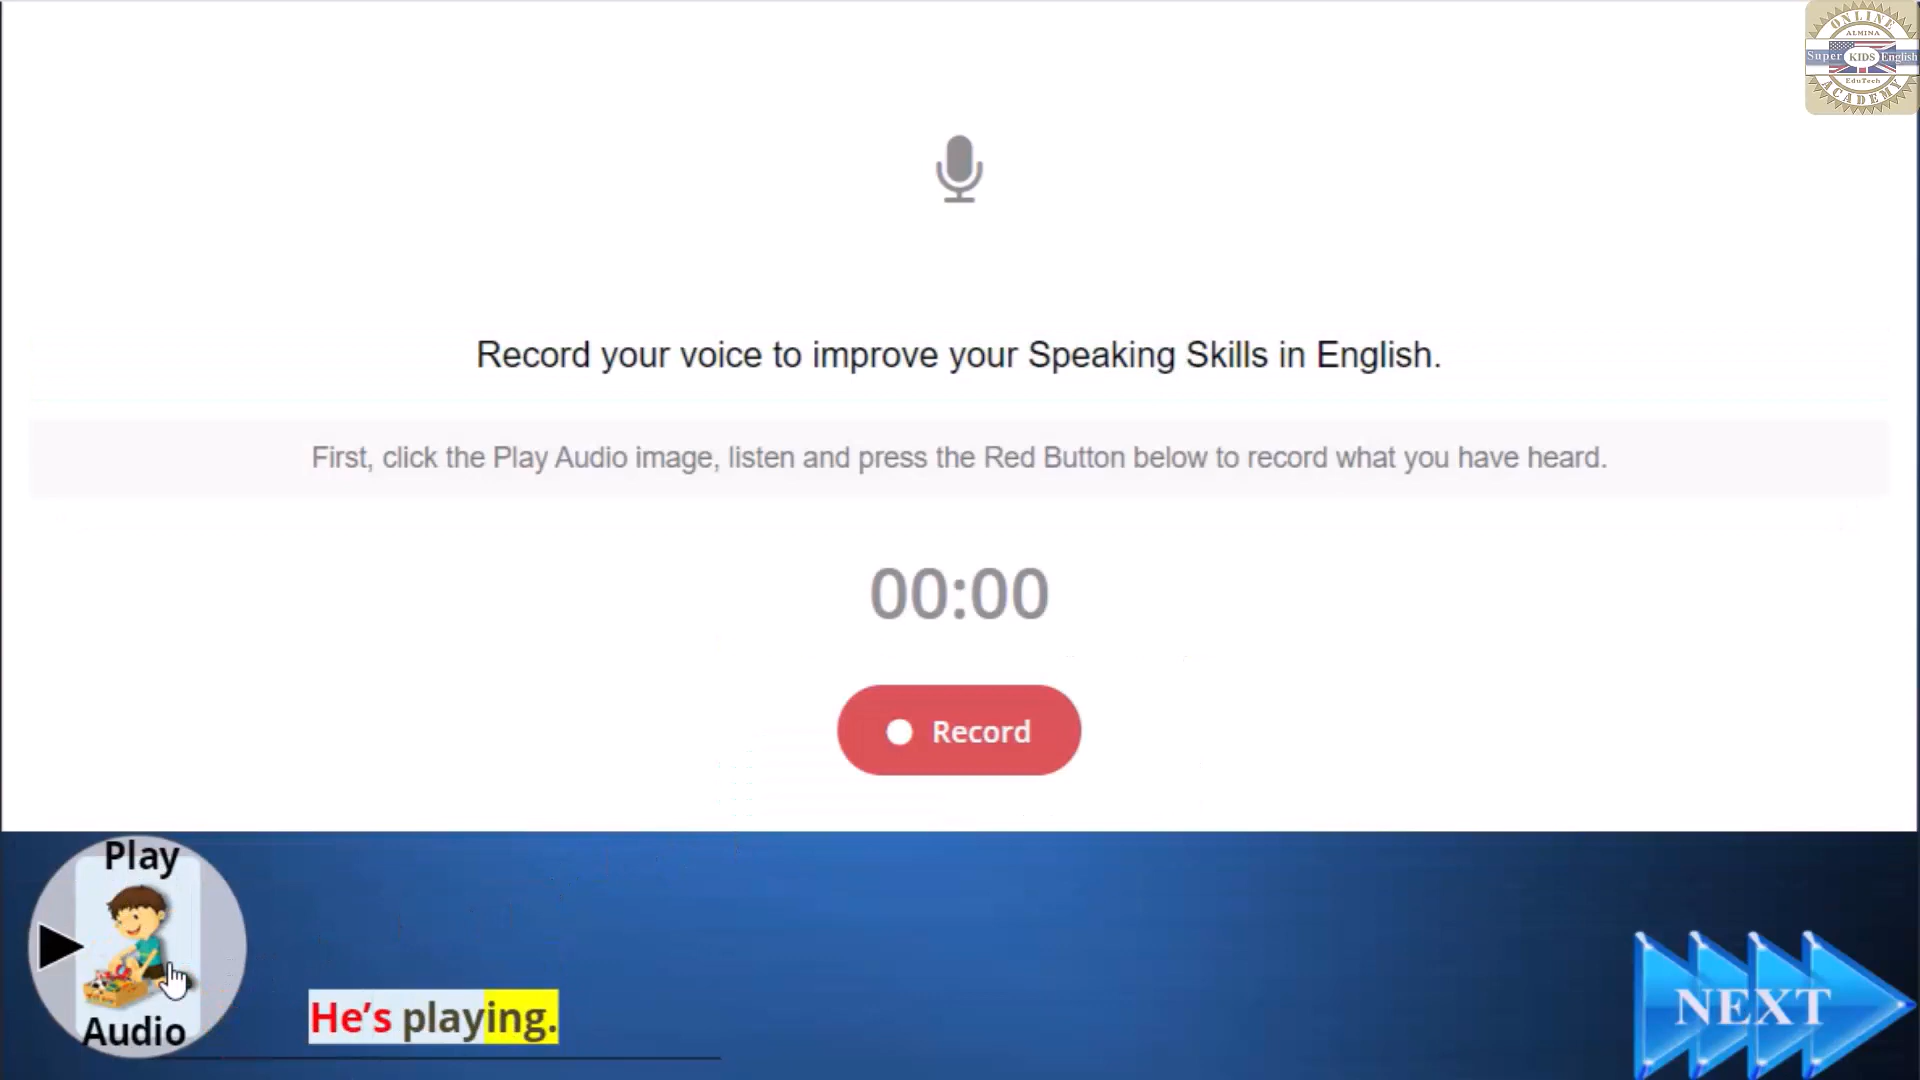 ONLINE
ALMINA
Super KIDS English
EduTech
ACADEMY
Record your voice to improve your Speaking Skills in English.
First, click the Play Audio image, listen and press the Red Button below to record what you have heard.
00:00
Record
Play
Audio
He’s playing.
NEXT